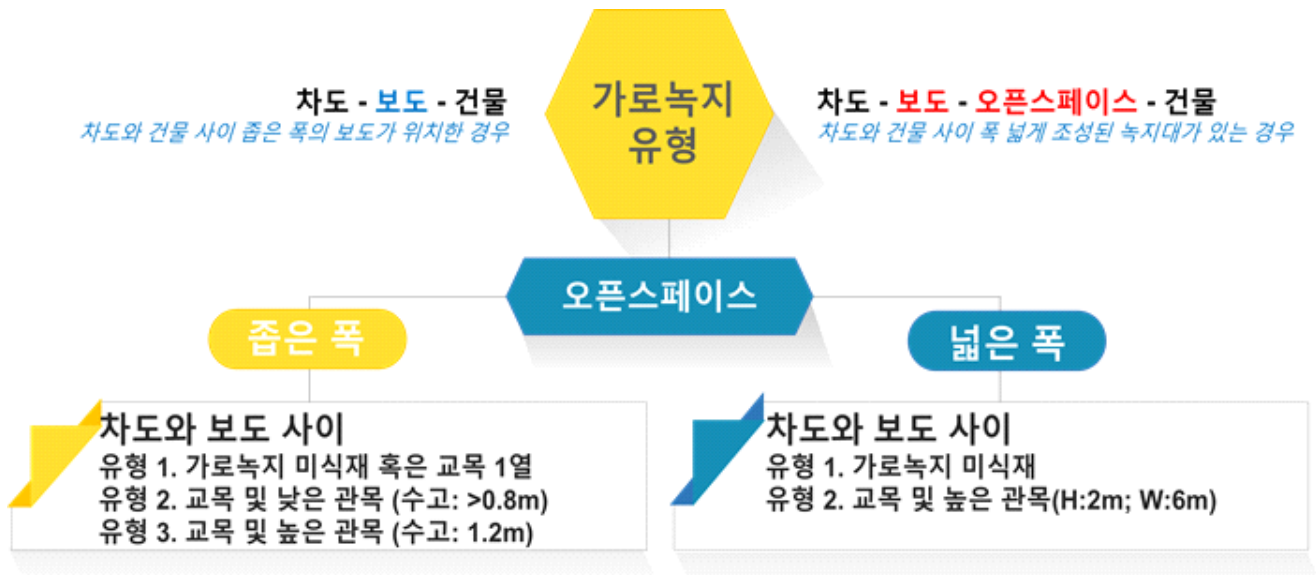 가로녹지
유형
차도 - 보도 - 건물
차도와 건물 사이 좁은 폭의 보도가 위치한 경우
차도 - 보도 - 오픈스페이스 - 건물
차도와 건물 사이 폭 넓게 조성된 녹지대가 있는 경우
오픈스페이스
좁은 폭
차도와 보도 사이
유형 1. 가로녹지 미식재 혹은 교목 1열
유형 2. 교목 및 낮은 관목 (수고: >0.8m)
유형 3. 교목 및 높은 관목 (수고: 1.2m)
넓은 폭
차도와 보도 사이
유형 1. 가로녹지 미식재
유형 2. 교목 및 높은 관목(H:2m; W:6m)